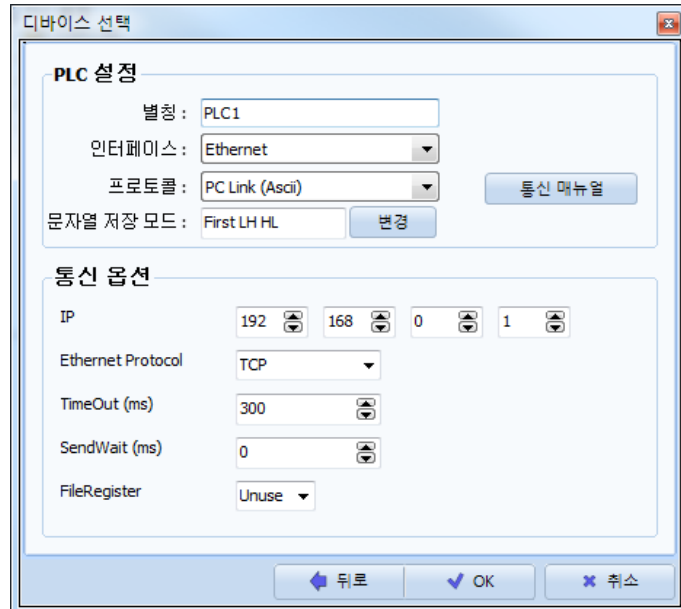 디바이스 선택
PLC 설정
별칭 : PLC1
인터페이스 : Ethernet
프로토콜 : PC Link (Ascii) 통신 매뉴얼
문자열 저장 모드 : First LH HL 변경
통신 옵션
IP 192 168 0 1
Ethernet Protocol TCP
TimeOut (ms) 300
SendWait (ms) 0
FileRegister Unuse
뒤로 OK 취소